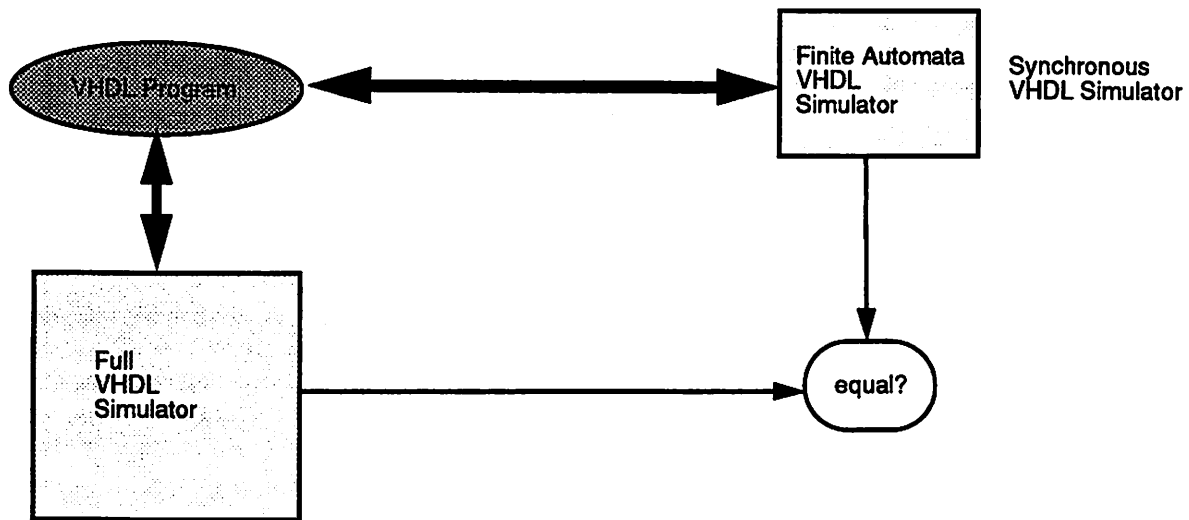 VHDL Program
Finite Automata
VHDL
Simulator
Synchronous
VHDL Simulator
Full
VHDL
Simulator
equal?